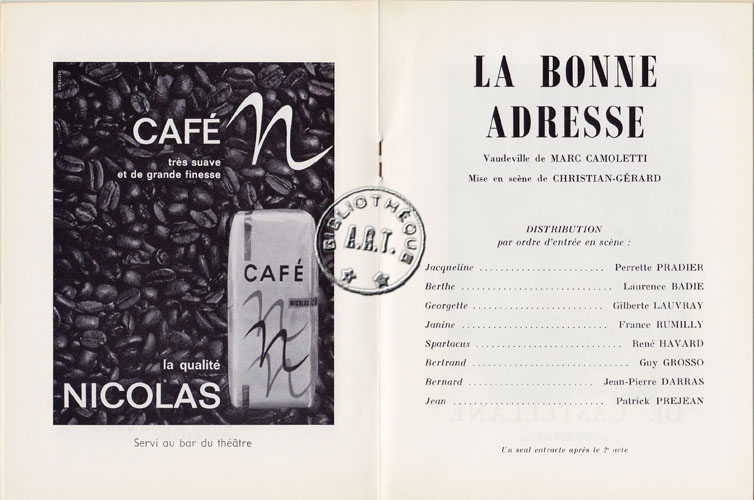 CAFÉ n
très suave
et de grande finesse
CAFÉ
NICOLAS
la qualité
NICOLAS
Servi au bar du théâtre
BIBLIOTHÈQUE
A.R.T.
LA BONNE
ADRESSE
Vaudeville de MARC CAMOLETTI
Mise en scène de CHRISTIAN-GÉRARD
DISTRIBUTION
par ordre d'entrée en scène :
Jacqueline ........................ Perrette PRADIER
Berthe ............................. Laurence BADIE
Georgette ......................... Gilberte LAUVRAY
Janine ............................ France RUMILLY
Spartacus ............................ René HAVARD
Bertrand .............................. Guy GROSSO
Bernard ....................... Jean-Pierre DARRAS
Jean ............................. Patrick PREJEAN
DE CASTELLANE
Un seul entracte après le 2e acte